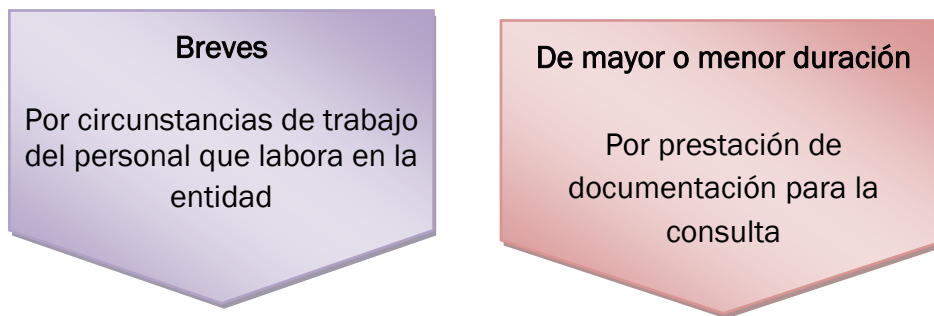 Breves
Por circunstancias de trabajo
del personal que labora en la
entidad
De mayor o menor duración
Por prestación de
documentación para la
consulta